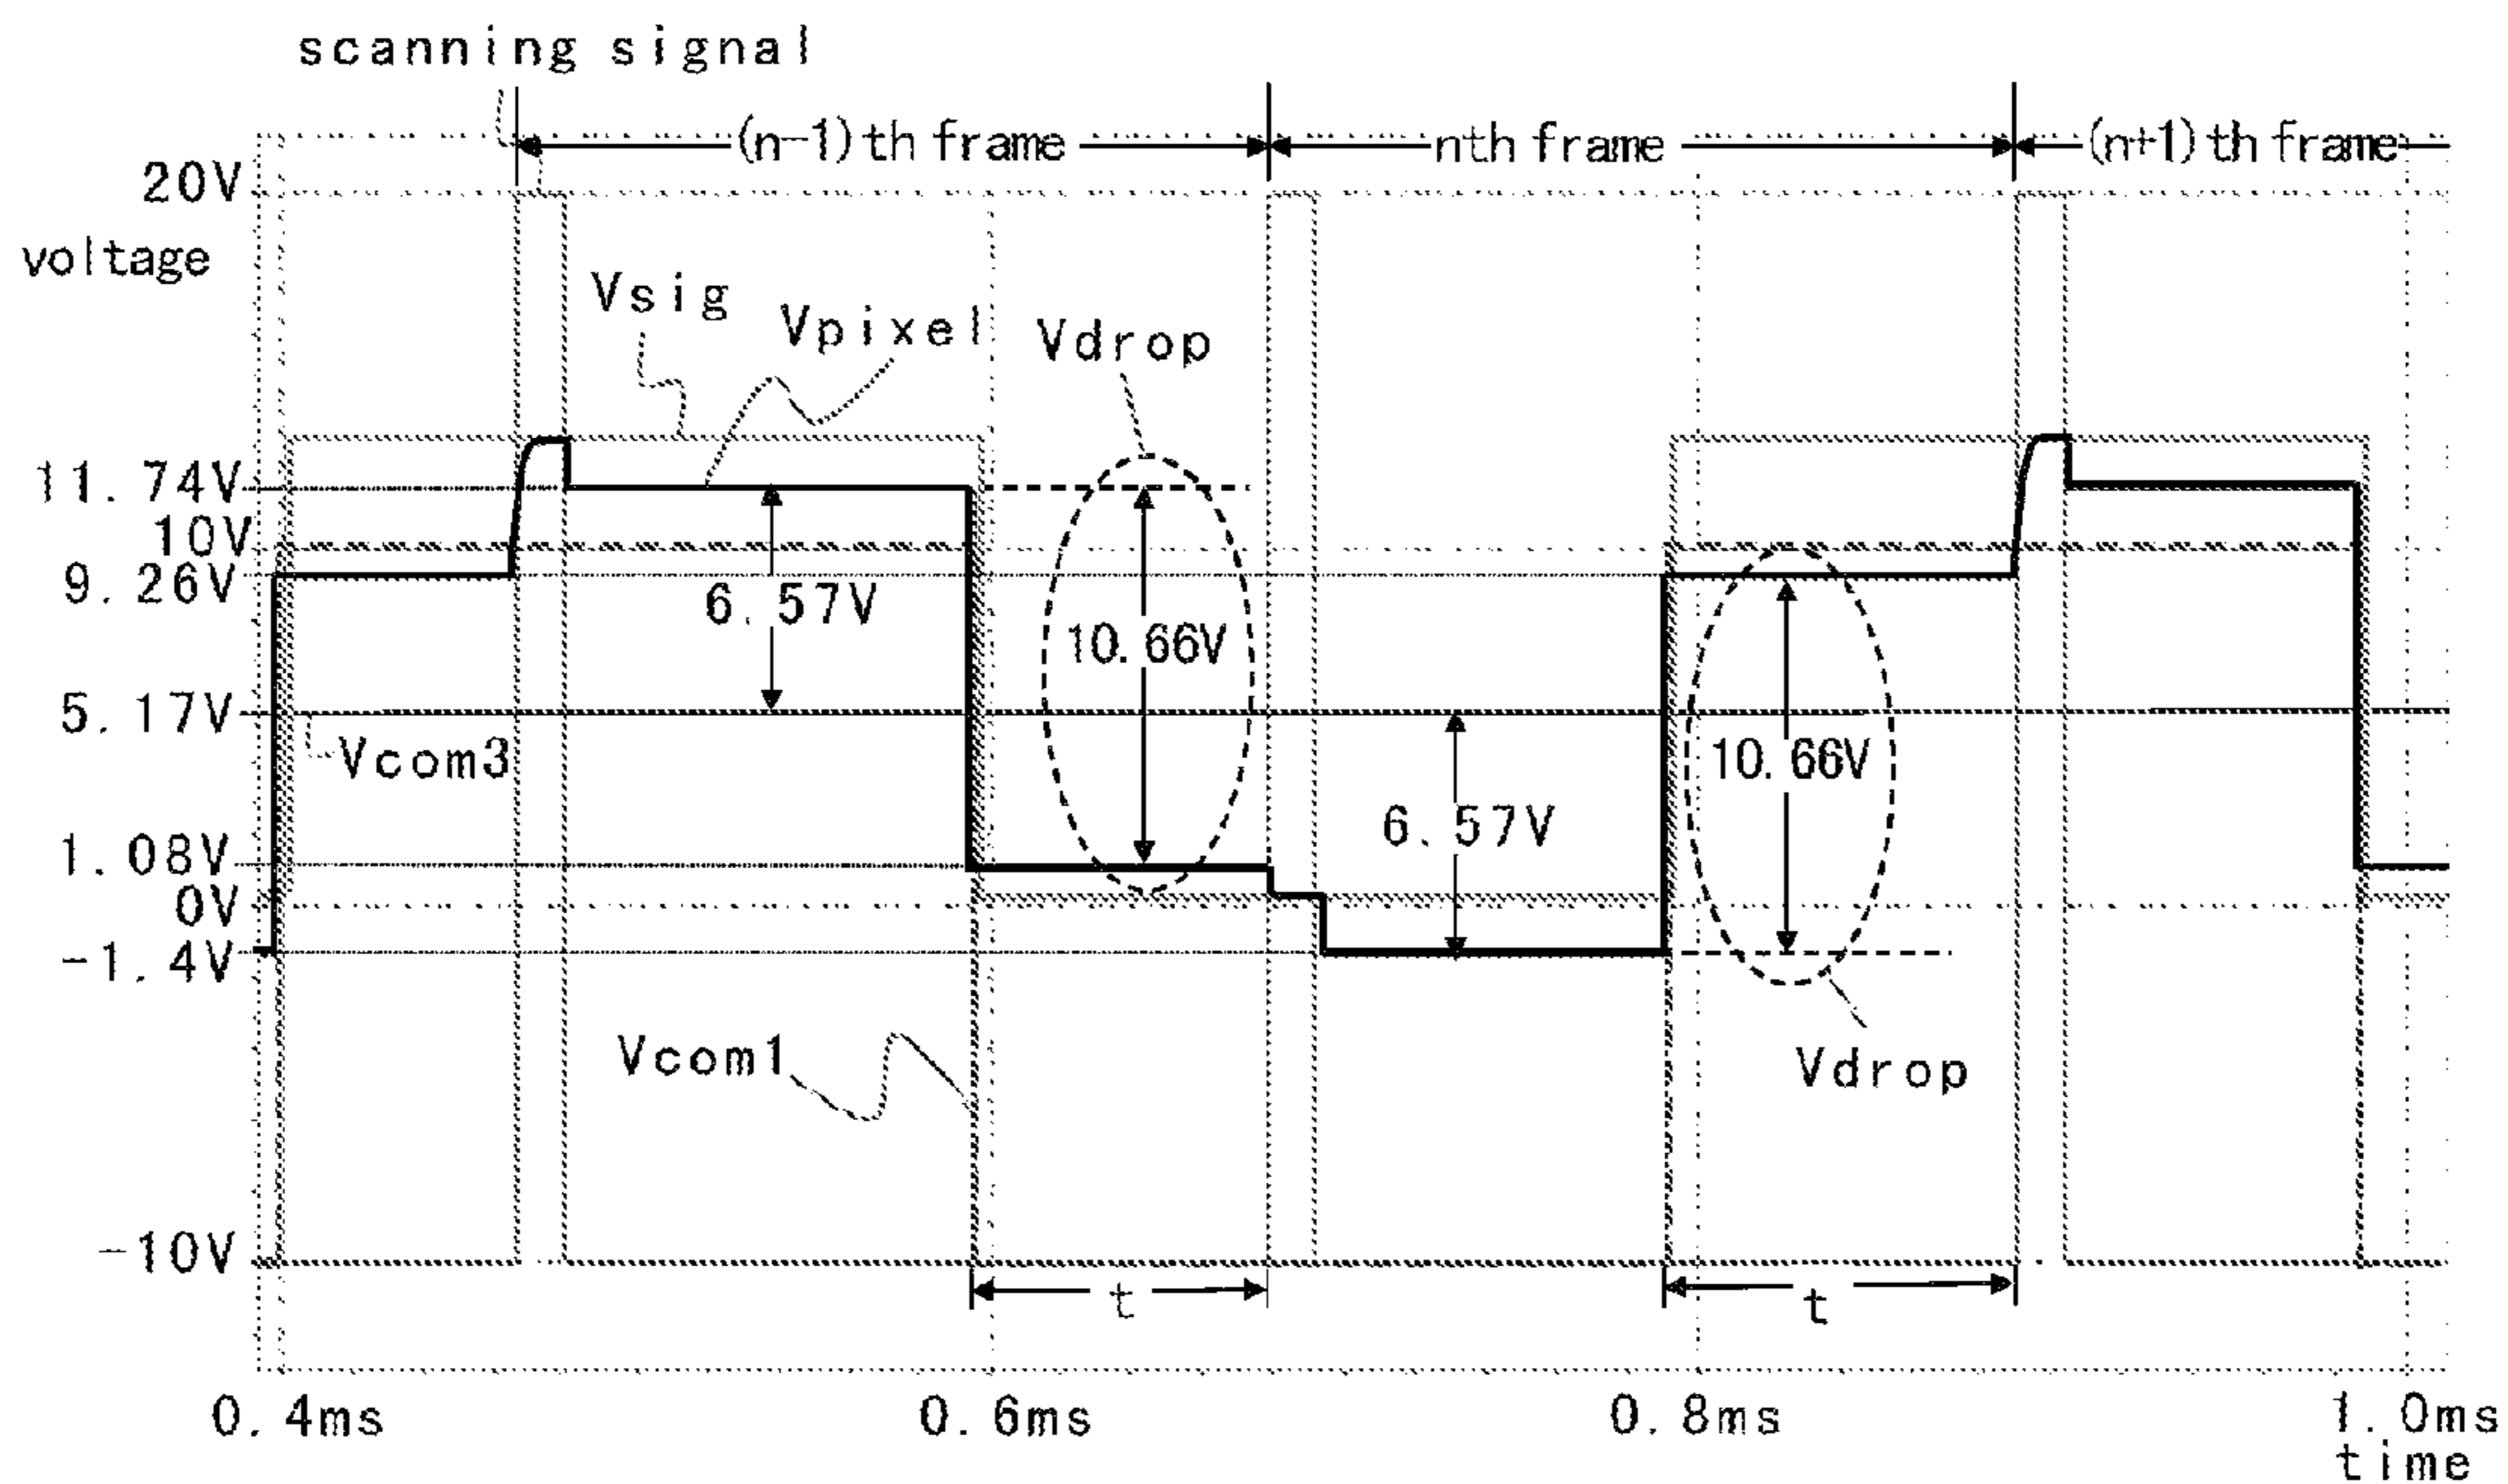 scanning signal
(n-1)th frame
nth frame
(n+1)th frame
20V
voltage
Vsig
Vpixel
Vdrop
11.74V
10V
9.26V
6.57V
10.66V
5.17V
Vcom3
10.66V
6.57V
1.08V
0V
-1.4V
Vcom1
Vdrop
-10V
t
t
0.4ms
0.6ms
0.8ms
1.0ms
time